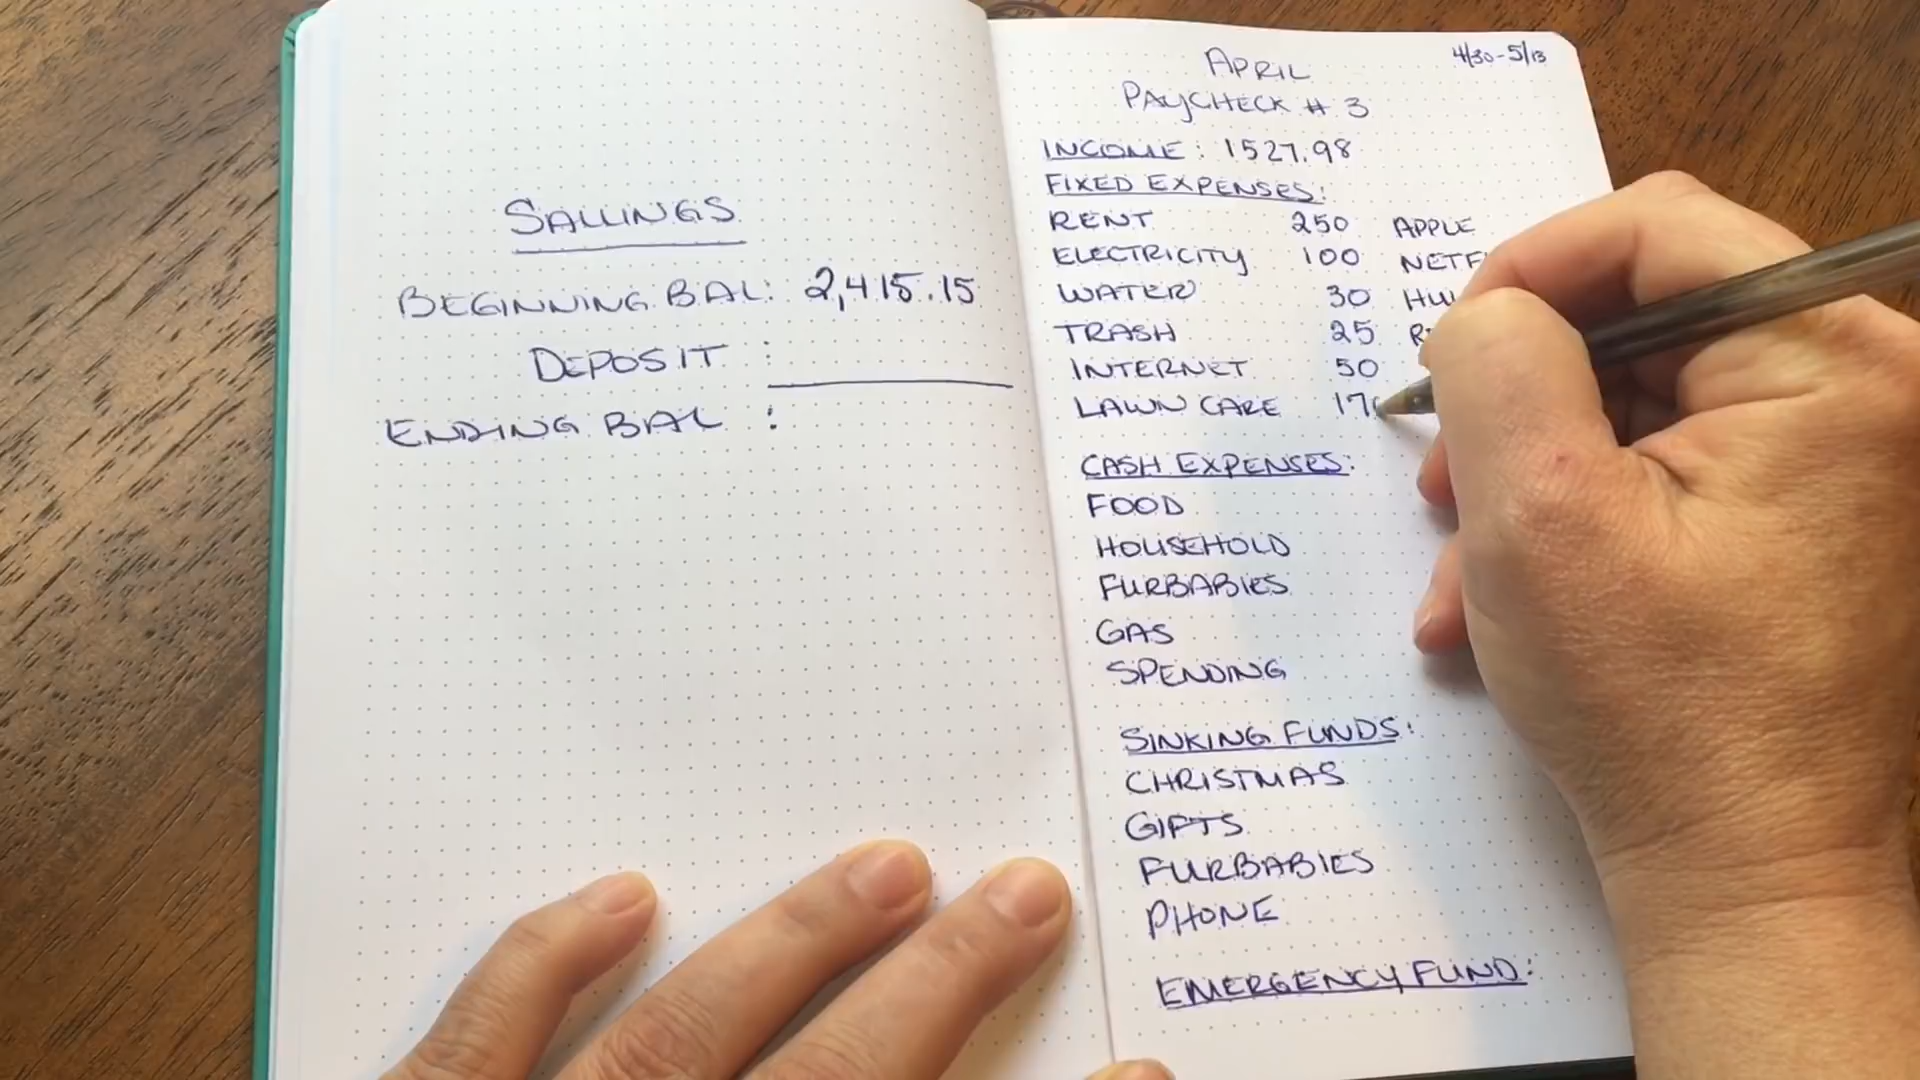 SAVINGS
BEGINNING BAL: 2,415.15
DEPOSIT :
ENDING BAL :
APRIL 4/30-5/13
PAYCHECK # 3
INCOME: 1527.98
FIXED EXPENSES:
RENT 250 APPLE
ELECTRICITY 100
WATER 30
TRASH 25
INTERNET 50
LAWN CARE
CASH EXPENSES:
FOOD
HOUSEHOLD
FURBABIES
GAS
SPENDING
SINKING FUNDS:
CHRISTMAS
GIFTS
FURBABIES
PHONE
EMERGENCY FUND: